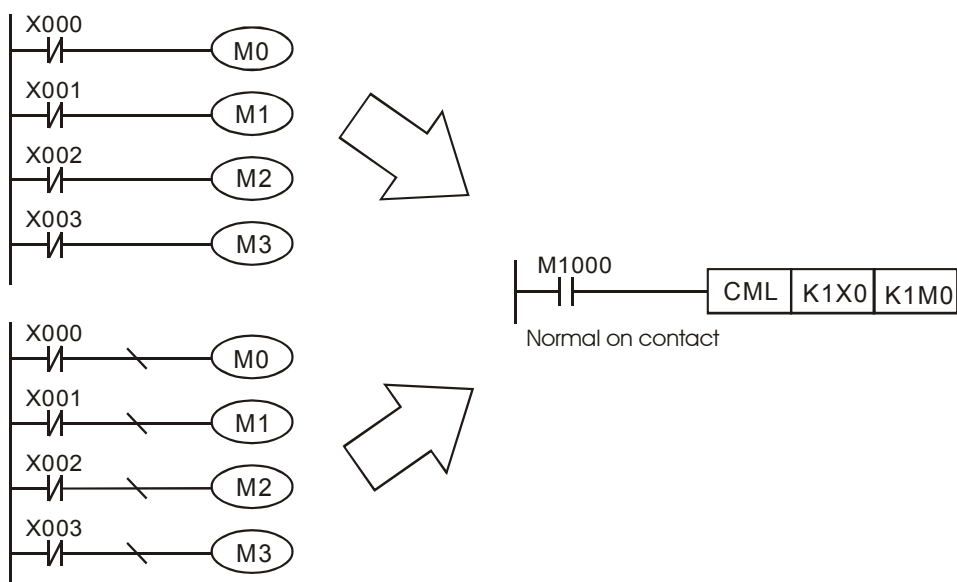 X000
M0
X001
M1
X002
M2
X003
M3
M1000
CML K1X0 K1M0
Normal on contact
X000
M0
X001
M1
X002
M2
X003
M3